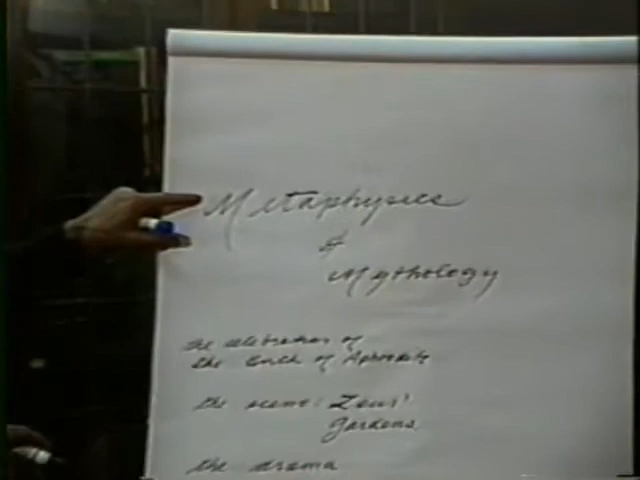 Metaphysics
&
Mythology
the celebration of
the birth of Aphrodite
the scene: Zeus'
Gardens
the drama